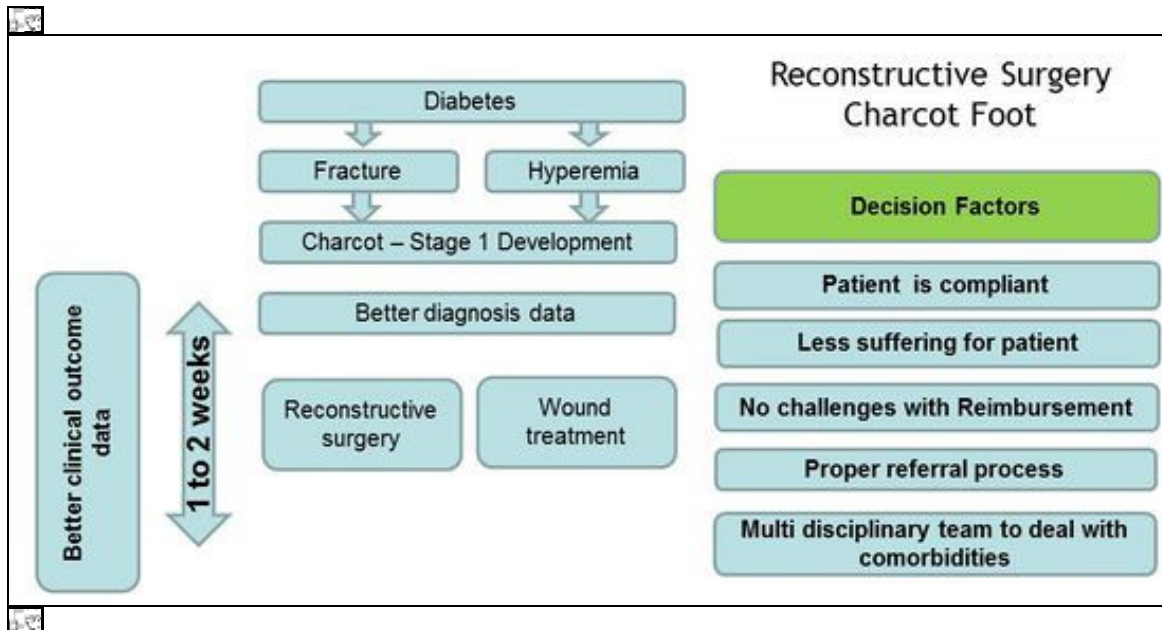 Reconstructive Surgery
Charcot Foot
Diabetes
Fracture
Hyperemia
Charcot – Stage 1 Development
Better diagnosis data
Reconstructive
surgery
Wound
treatment
Better clinical outcome
data
1 to 2 weeks
Decision Factors
Patient is compliant
Less suffering for patient
No challenges with Reimbursement
Proper referral process
Multi disciplinary team to deal with
comorbidities